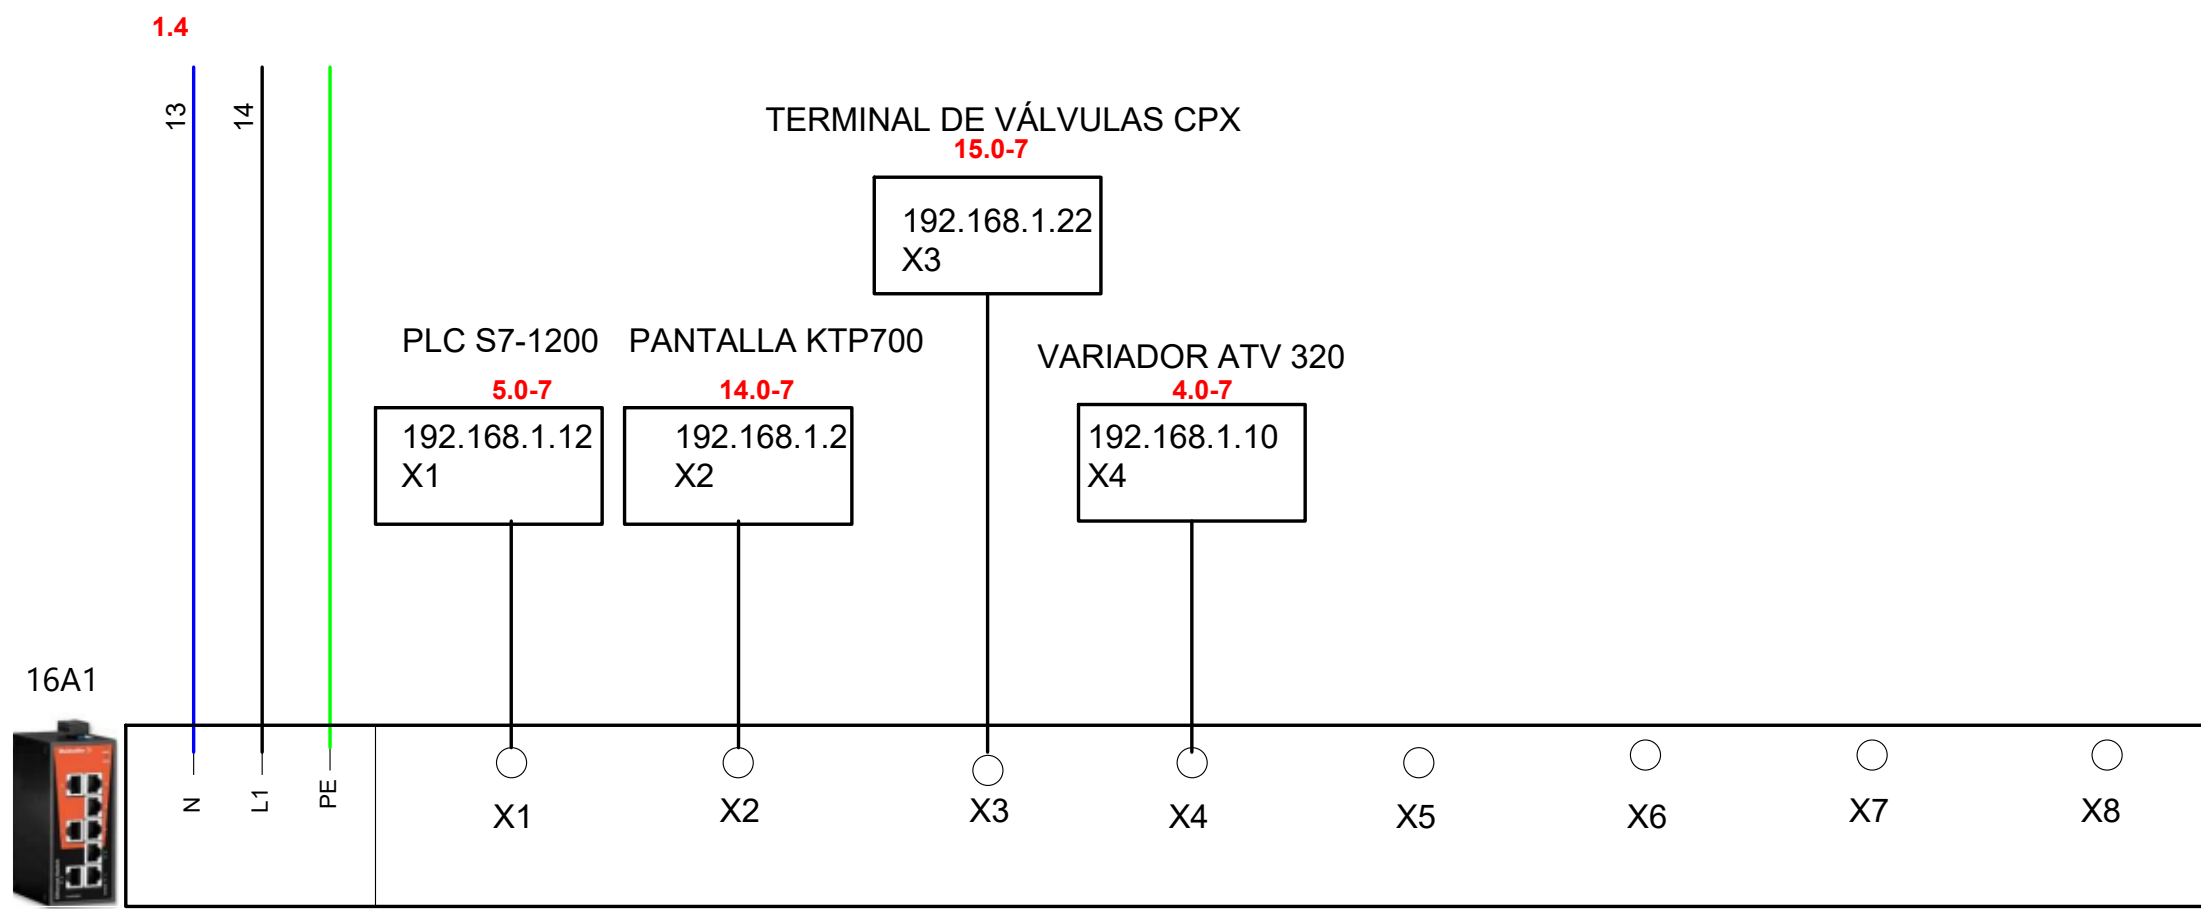 1.4
13
14
TERMINAL DE VÁLVULAS CPX
15.0-7
192.168.1.22
X3
PLC S7-1200
5.0-7
192.168.1.12
X1
PANTALLA KTP700
14.0-7
192.168.1.2
X2
VARIADOR ATV 320
4.0-7
192.168.1.10
X4
16A1
N
L1
PE
X1
X2
X3
X4
X5
X6
X7
X8